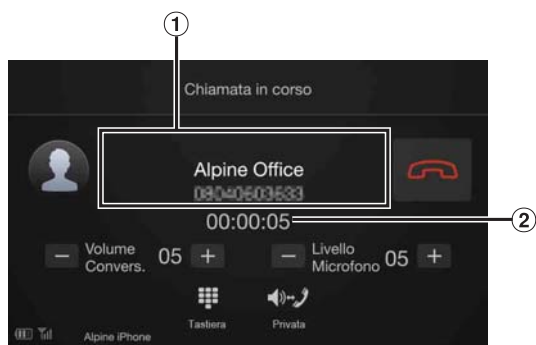 ①
Chiamata in corso
Alpine Office
08040603633
00:00:05
②
− Volume Convers. 05 + − Livello Microfono 05 +
Tastiera Privata
Alpine iPhone